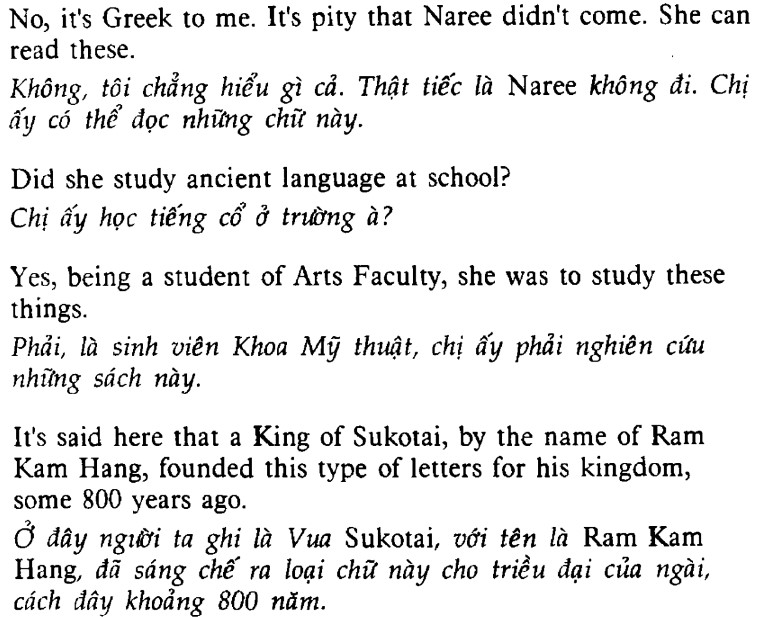 No, it's Greek to me. It's pity that Naree didn't come. She can
read these.
Không, tôi chẳng hiểu gì cả. Thật tiếc là Naree không đi. Chị
ấy có thể đọc những chữ này.
Did she study ancient language at school?
Chị ấy học tiếng cổ ở trường à?
Yes, being a student of Arts Faculty, she was to study these
things.
Phải, là sinh viên Khoa Mỹ thuật, chị ấy phải nghiên cứu
những sách này.
It's said here that a King of Sukotai, by the name of Ram
Kam Hang, founded this type of letters for his kingdom,
some 800 years ago.
Ở đây người ta ghi là Vua Sukotai, với tên là Ram Kam
Hang, đã sáng chế ra loại chữ này cho triều đại của ngài,
cách đây khoảng 800 năm.